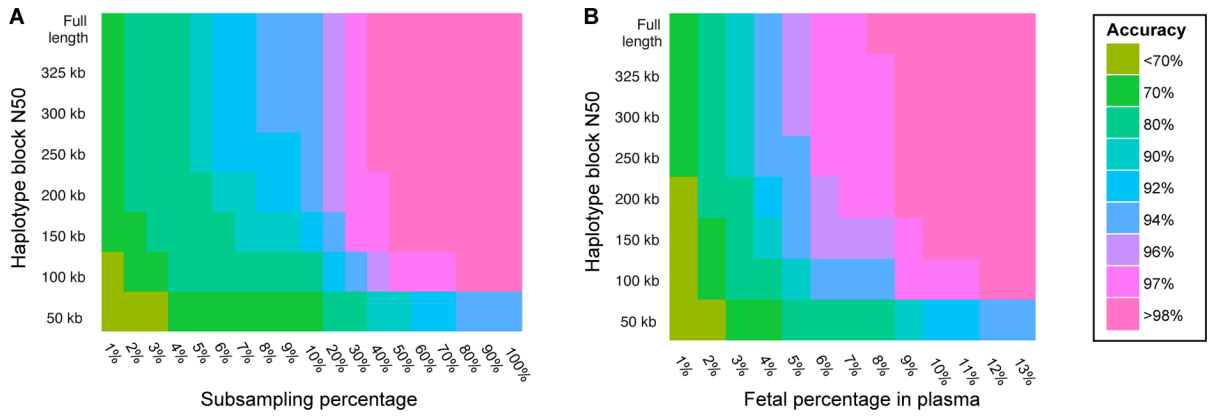 A
Haplotype block N50
Full
length
325 kb
300 kb
250 kb
200 kb
150 kb
100 kb
50 kb
1%
2%
3%
4%
5%
6%
7%
8%
9%
10%
20%
30%
40%
50%
60%
70%
80%
90%
100%
Subsampling percentage
B
Haplotype block N50
Full
length
325 kb
300 kb
250 kb
200 kb
150 kb
100 kb
50 kb
1%
2%
3%
4%
5%
6%
7%
8%
9%
10%
11%
12%
13%
Fetal percentage in plasma
Accuracy
<70%
70%
80%
90%
92%
94%
96%
97%
>98%